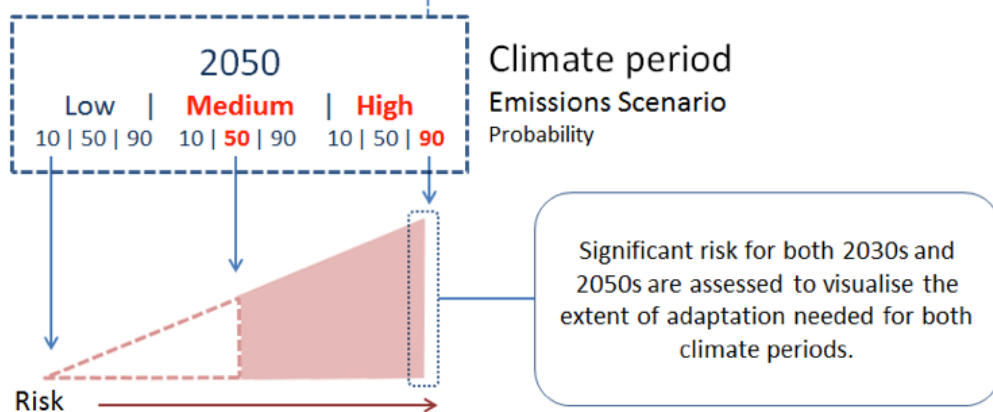 2050
Low | Medium | High
10 | 50 | 90 10 | 50 | 90 10 | 50 | 90
Climate period
Emissions Scenario
Probability
Significant risk for both 2030s and
2050s are assessed to visualise the
extent of adaptation needed for both
climate periods.
Risk